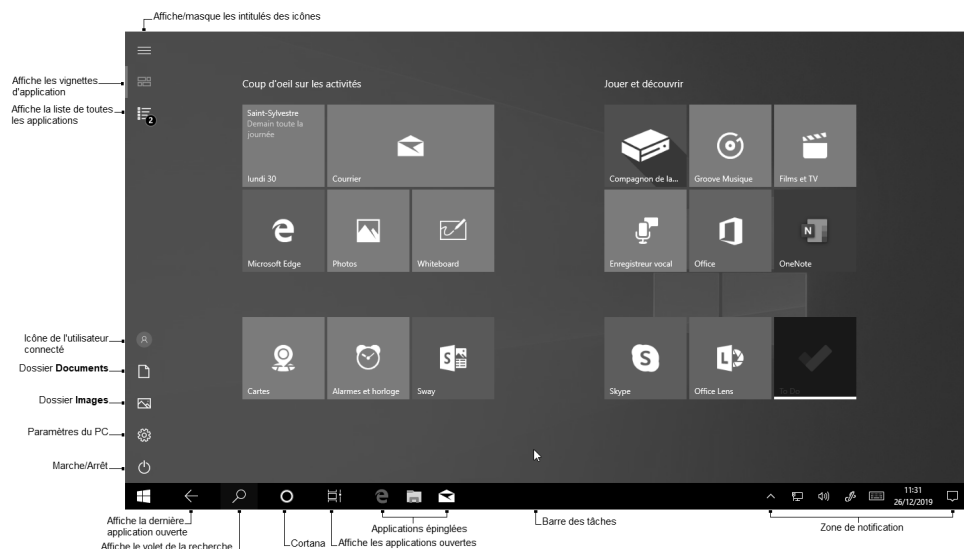 Affiche/masque les intitulés des icônes
Affiche les vignettes
d'application
Affiche la liste de toutes
les applications
2
Coup d'oeil sur les activités
Jouer et découvrir
Saint-Sylvestre
Demain toute la
journée
lundi 30
Courrier
Compagnon de la...
Groove Musique
Films et TV
Microsoft Edge
Photos
Whiteboard
Enregistreur vocal
Office
N
OneNote
Icône de l'utilisateur
connecté
Dossier Documents
Dossier Images
Paramètres du PC
Marche/Arrêt
Cartes
Alarmes et horloge
S
Sway
S
Skype
L
Office Lens
To Do
11:31
26/12/2019
Affiche la dernière
application ouverte
Affiche le volet de la recherche
Cortana
Affiche les applications ouvertes
Applications épinglées
Barre des tâches
Zone de notification